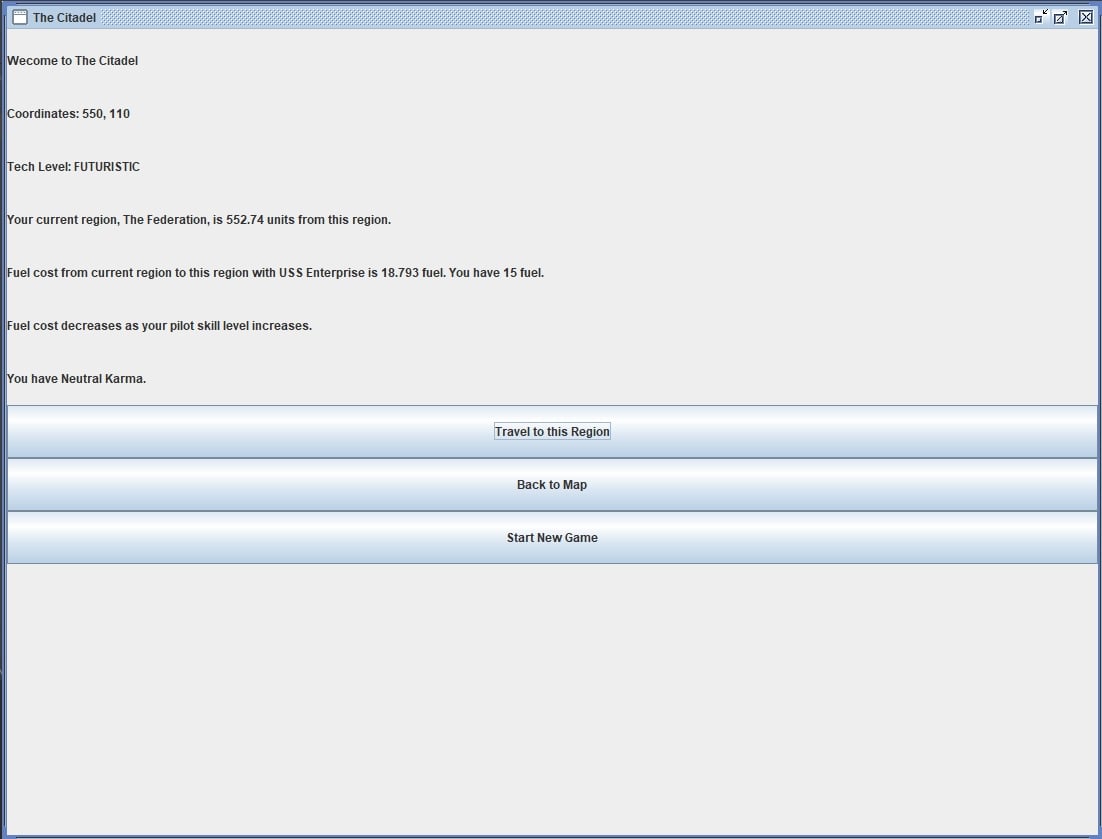 The Citadel
Wecome to The Citadel
Coordinates: 550, 110
Tech Level: FUTURISTIC
Your current region, The Federation, is 552.74 units from this region.
Fuel cost from current region to this region with USS Enterprise is 18.793 fuel. You have 15 fuel.
Fuel cost decreases as your pilot skill level increases.
You have Neutral Karma.
Travel to this Region
Back to Map
Start New Game